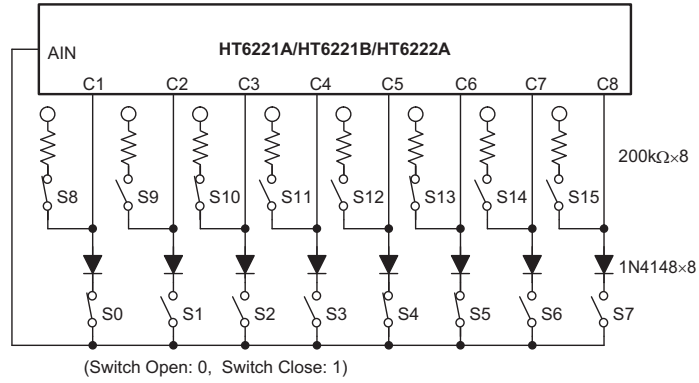 HT6221A/HT6221B/HT6222A
AIN
C1 C2 C3 C4 C5 C6 C7 C8
200kΩ×8
S8 S9 S10 S11 S12 S13 S14 S15
1N4148×8
S0 S1 S2 S3 S4 S5 S6 S7
(Switch Open: 0, Switch Close: 1)